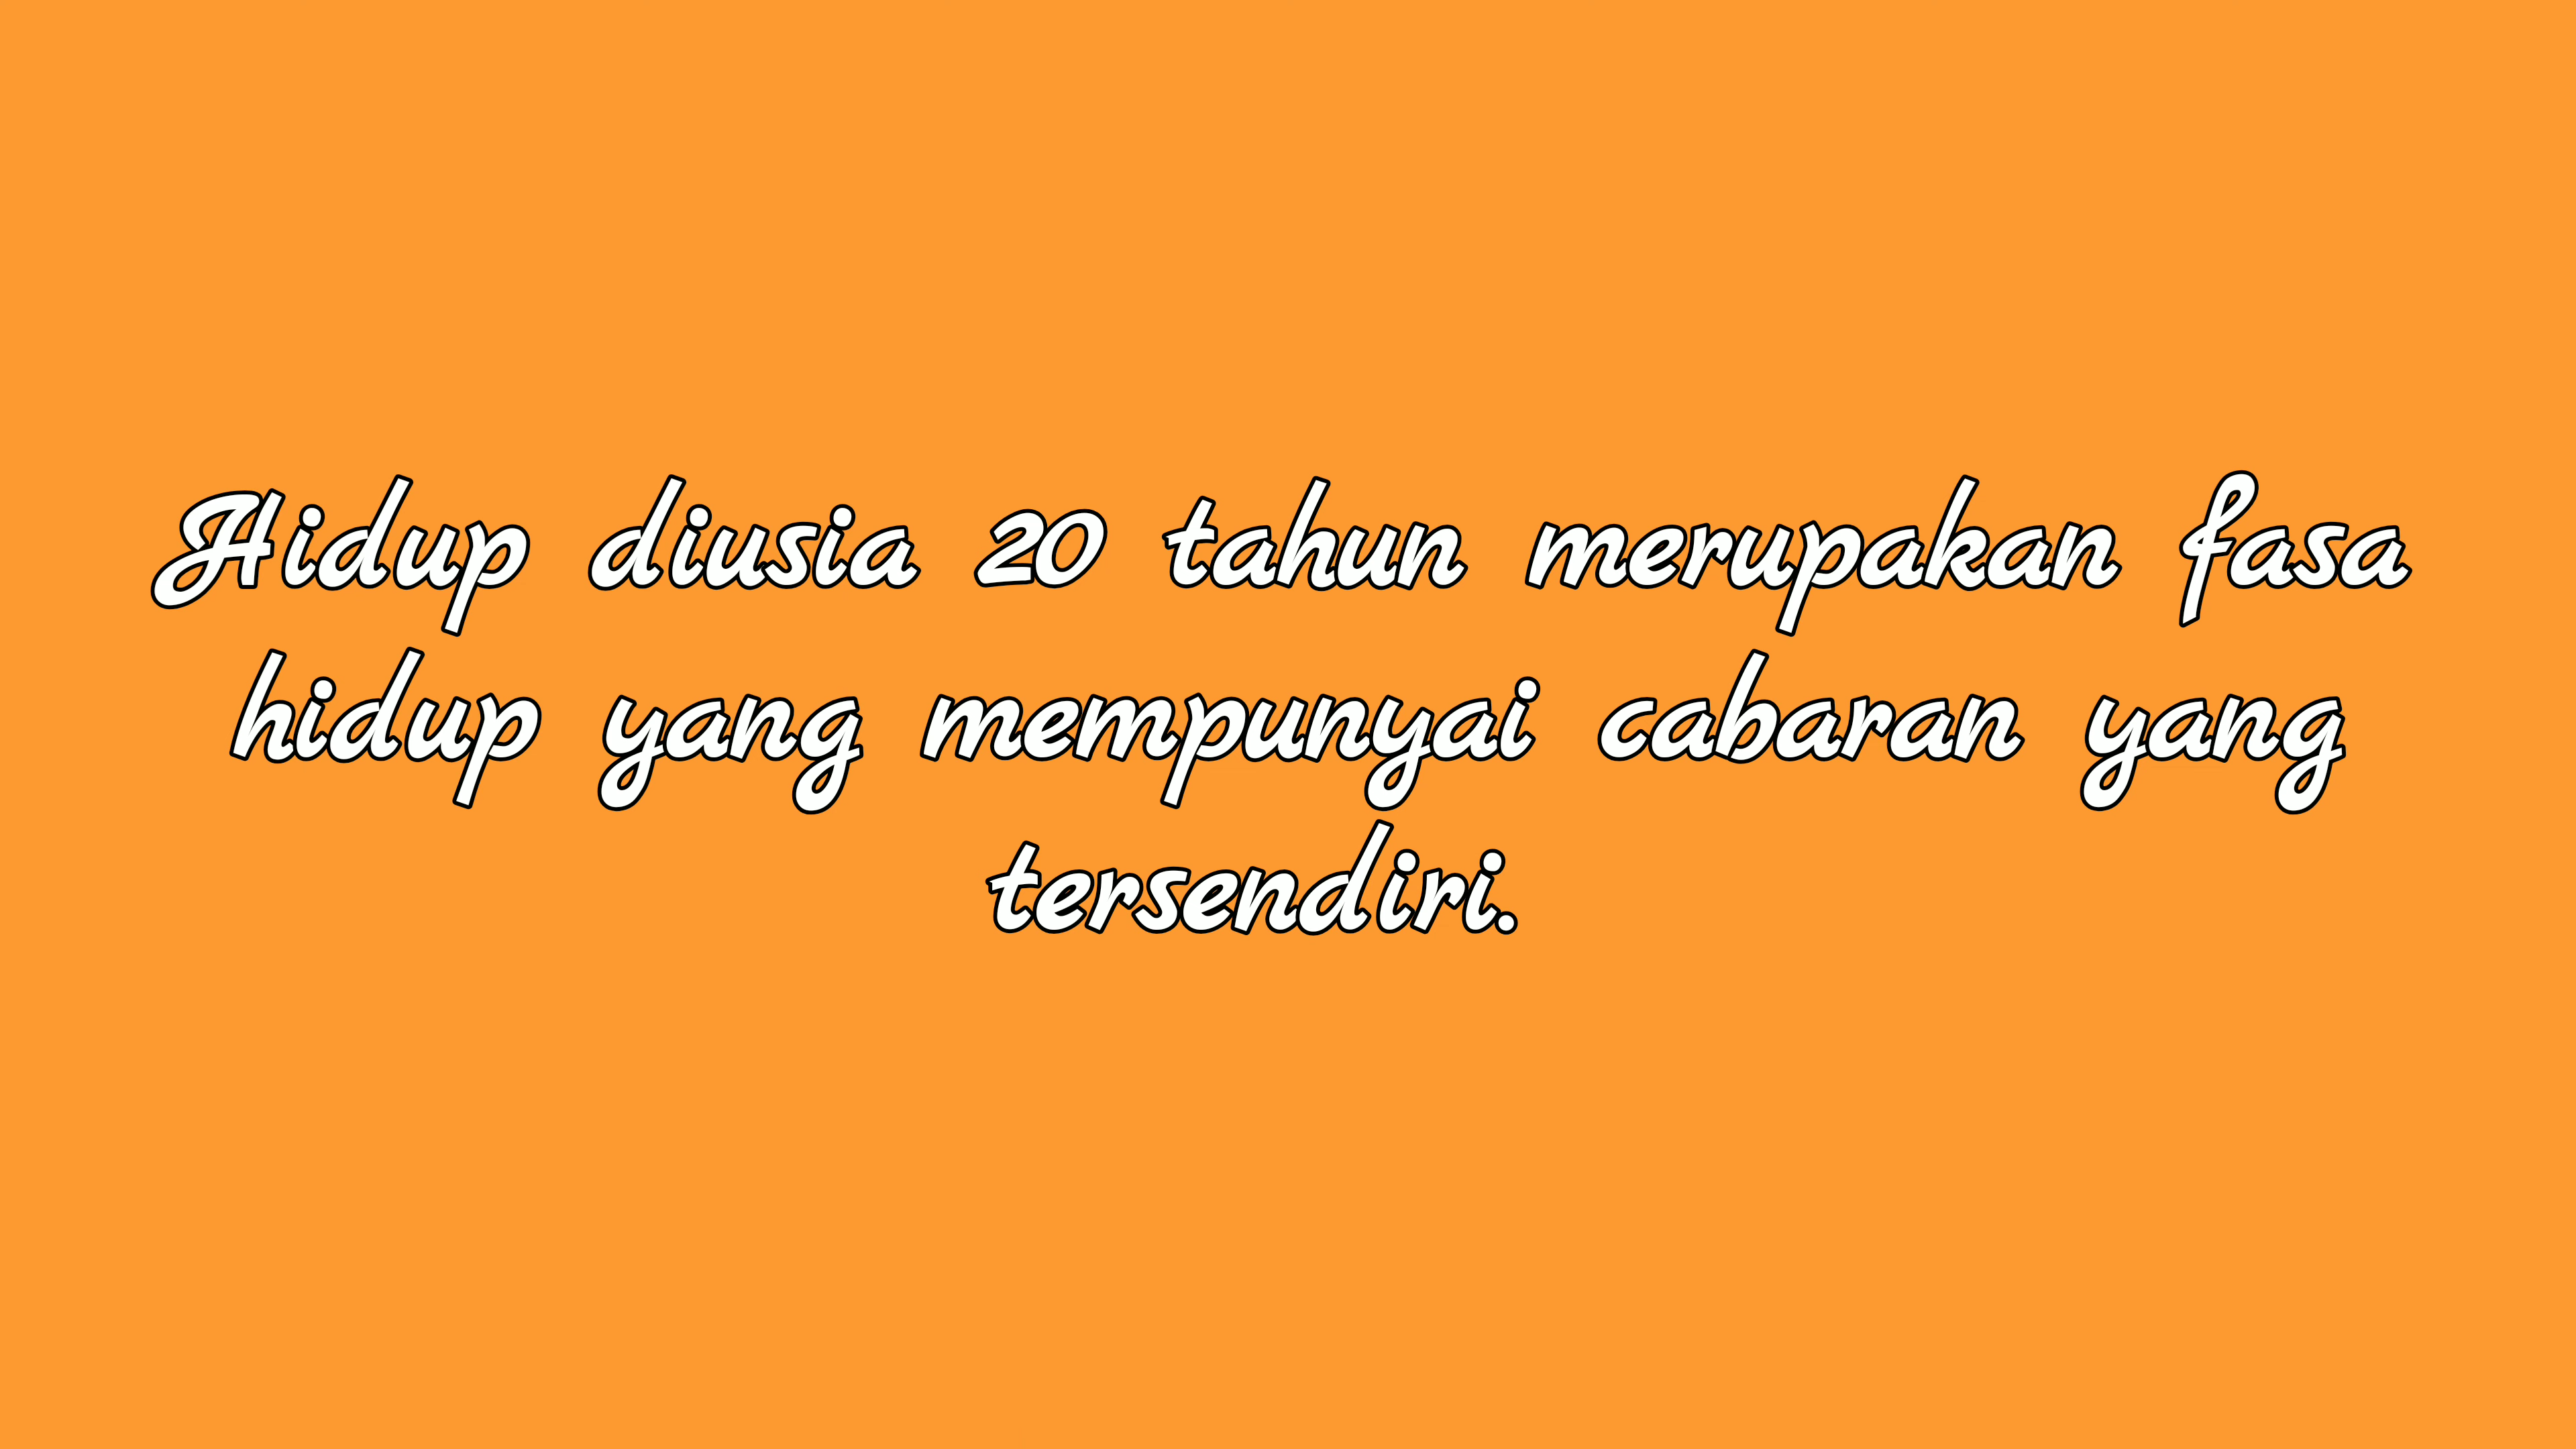 Hidup diusia 20 tahun merupakan fasa
hidup yang mempunyai cabaran yang
tersendiri.